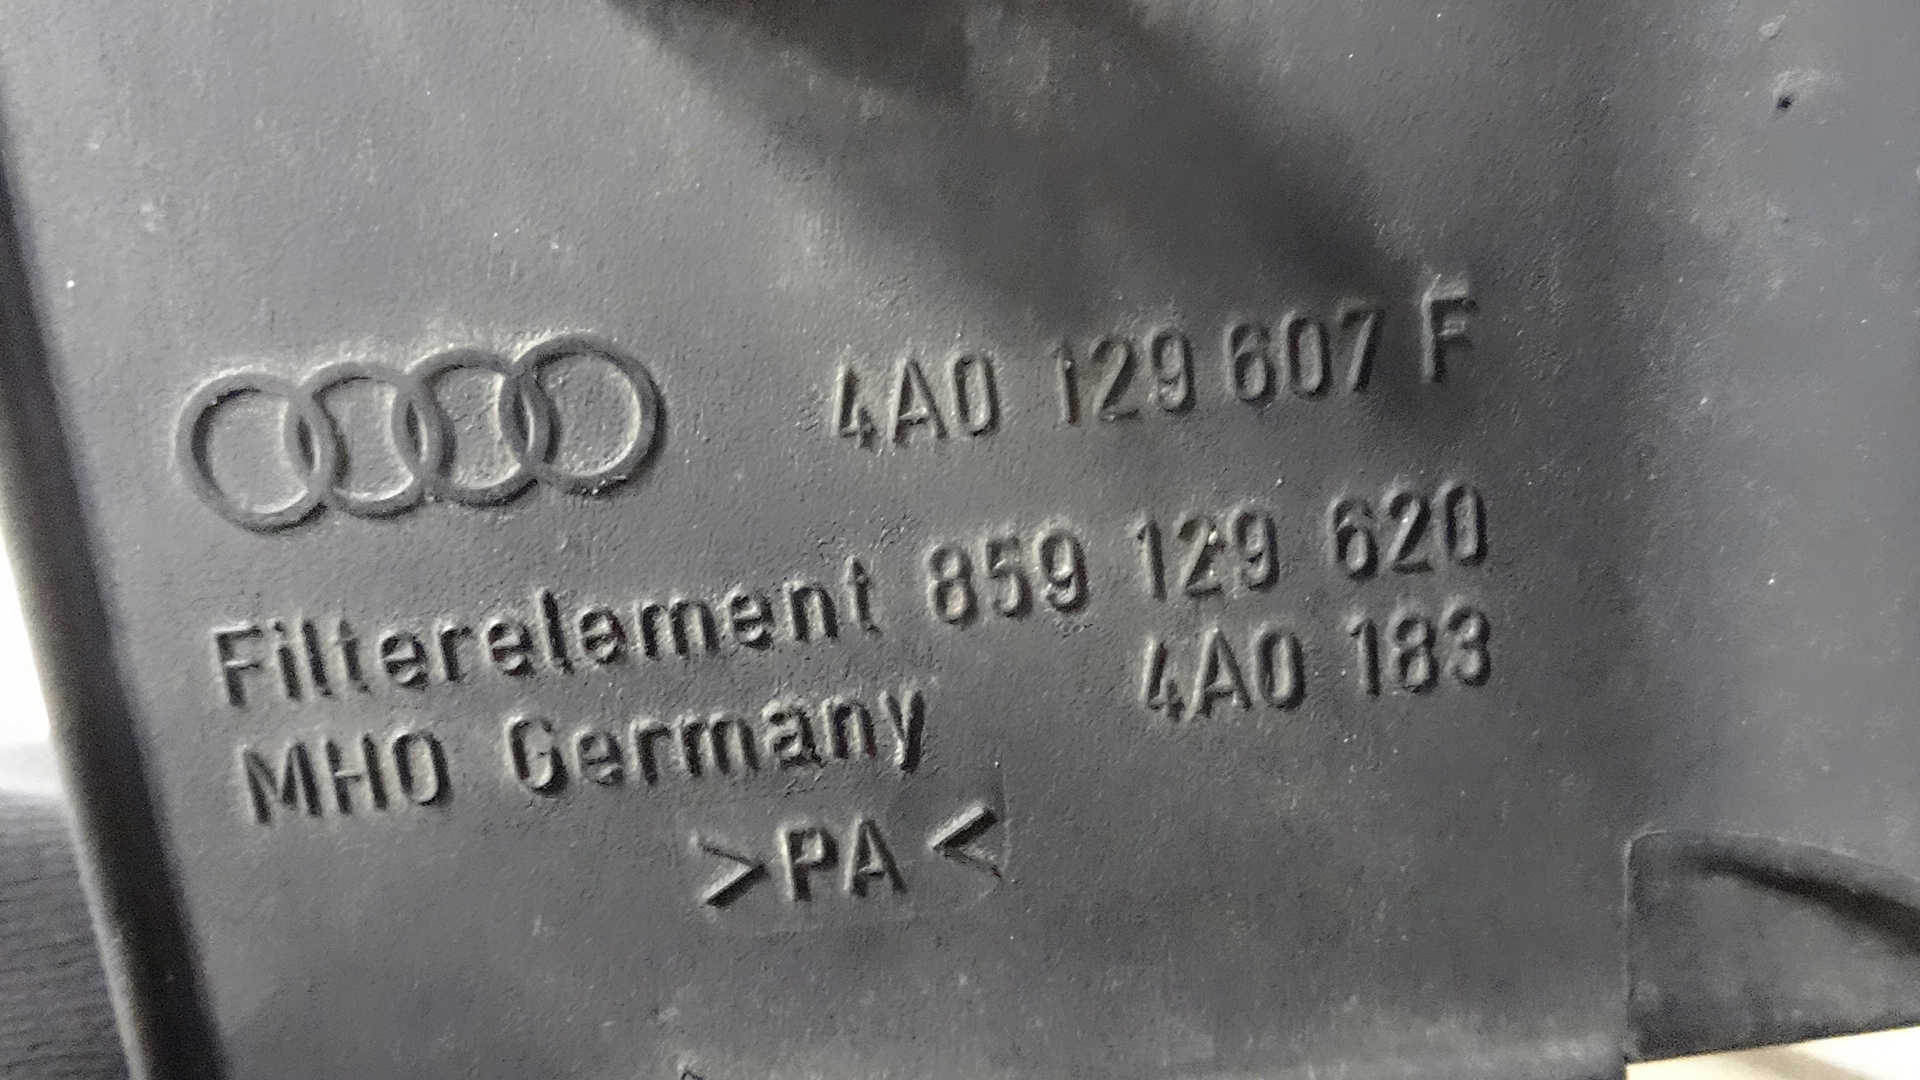 4A0 129 607 F
Filterelement 859 129 620
MHO Germany 4A0 183
>PA<